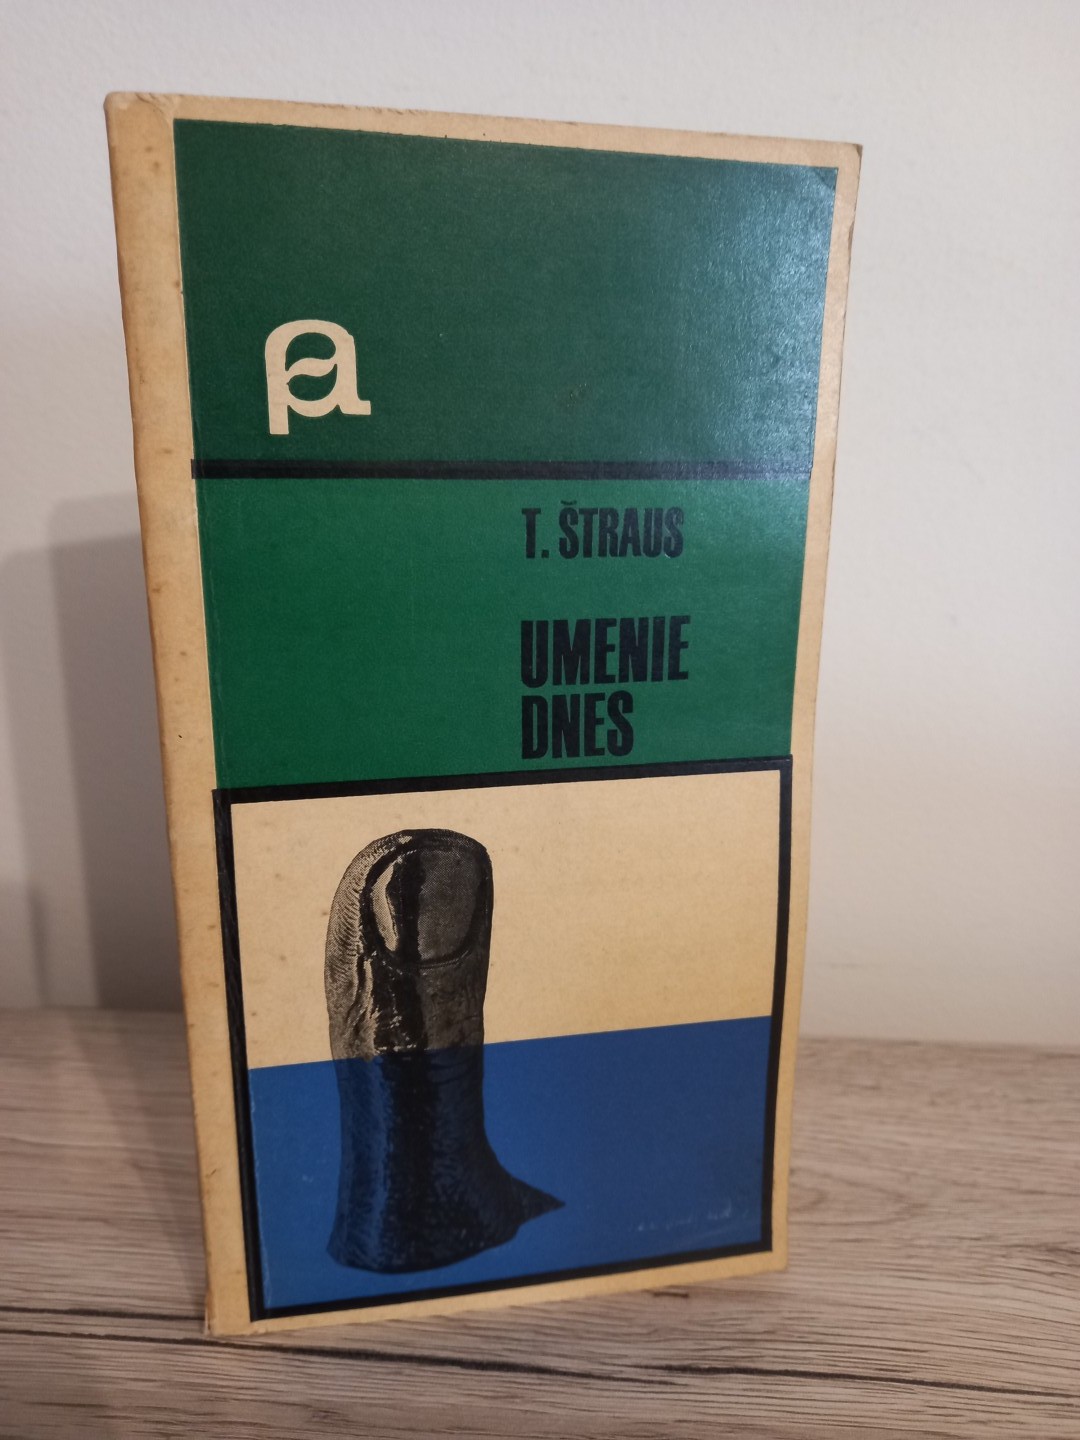 T. ŠTRAUS
UMENIE
DNES